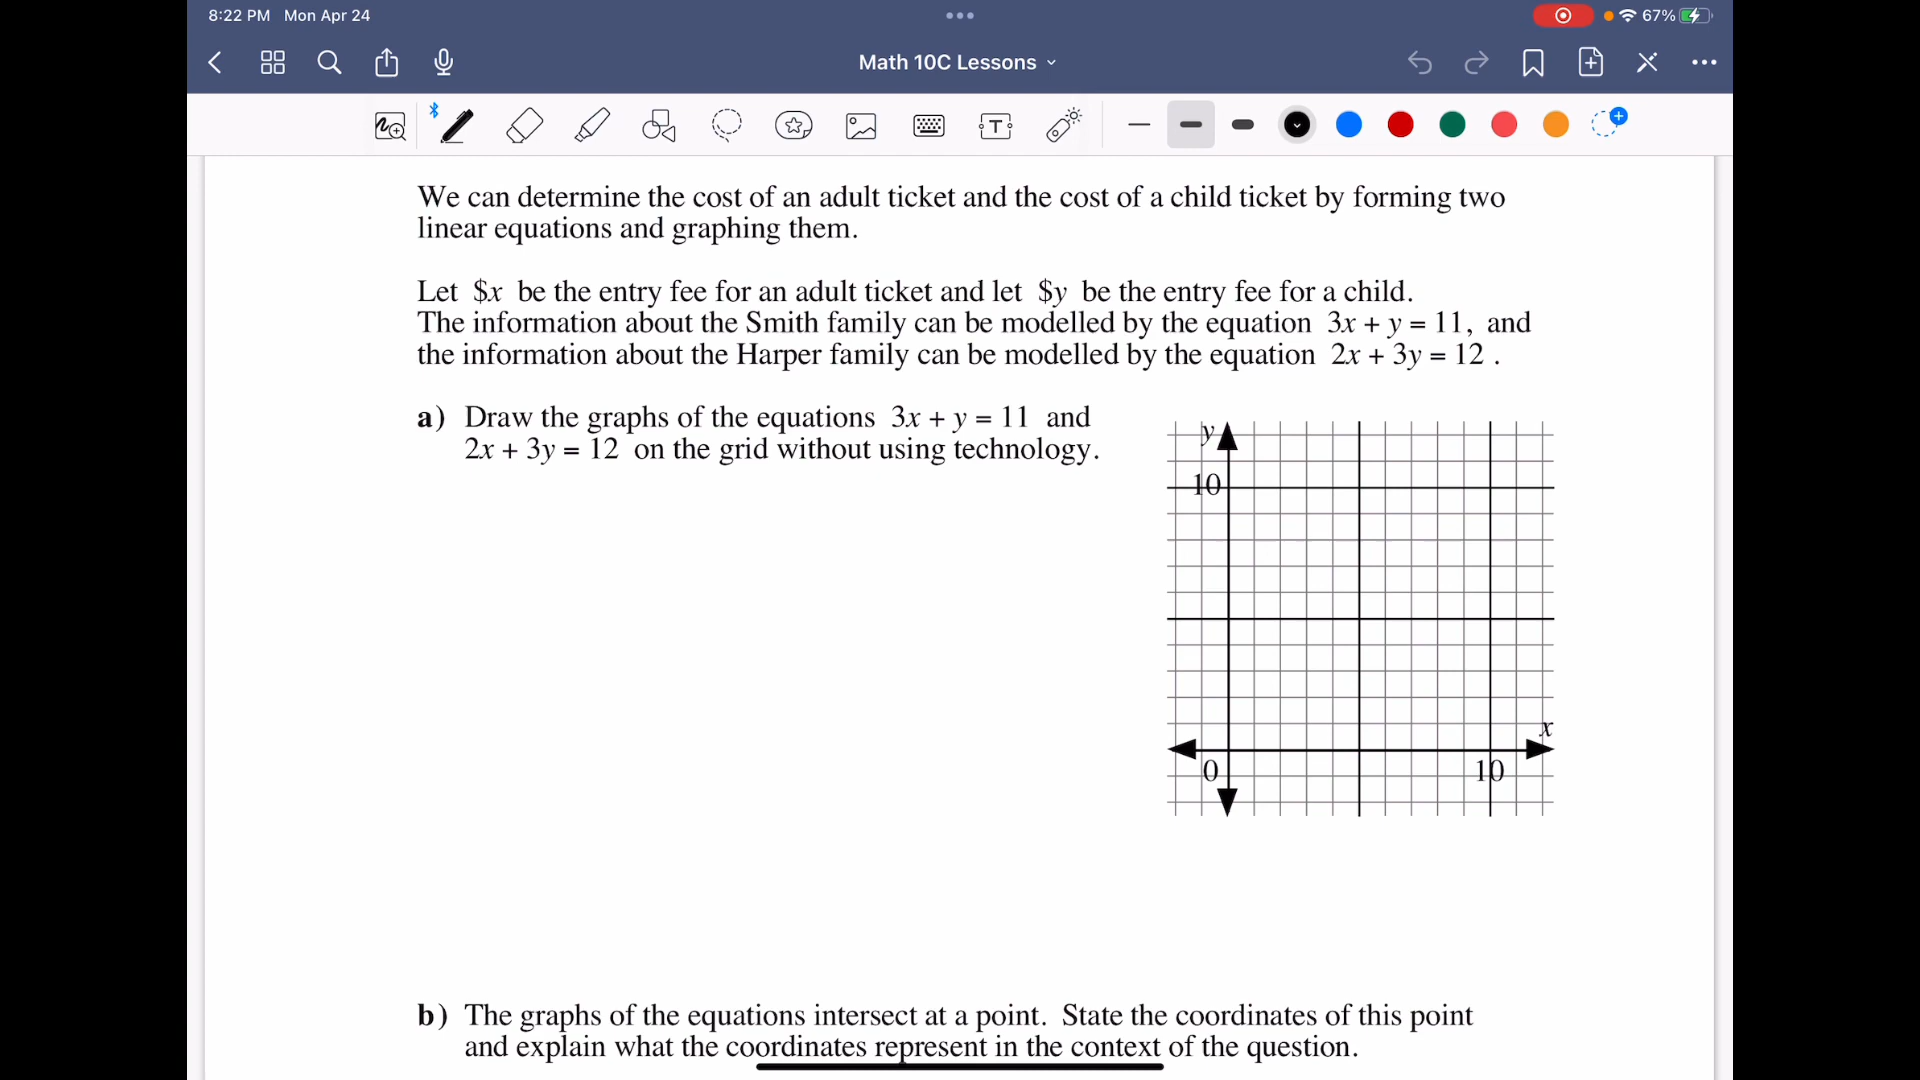 8:22 PM Mon Apr 24
67%
Math 10C Lessons
T
We can determine the cost of an adult ticket and the cost of a child ticket by forming two
linear equations and graphing them.
Let $x be the entry fee for an adult ticket and let $y be the entry fee for a child.
The information about the Smith family can be modelled by the equation 3x + y = 11, and
the information about the Harper family can be modelled by the equation 2x + 3y = 12 .
a) Draw the graphs of the equations 3x + y = 11 and
2x + 3y = 12 on the grid without using technology.
y
10
x
0
10
b) The graphs of the equations intersect at a point. State the coordinates of this point
and explain what the coordinates represent in the context of the question.